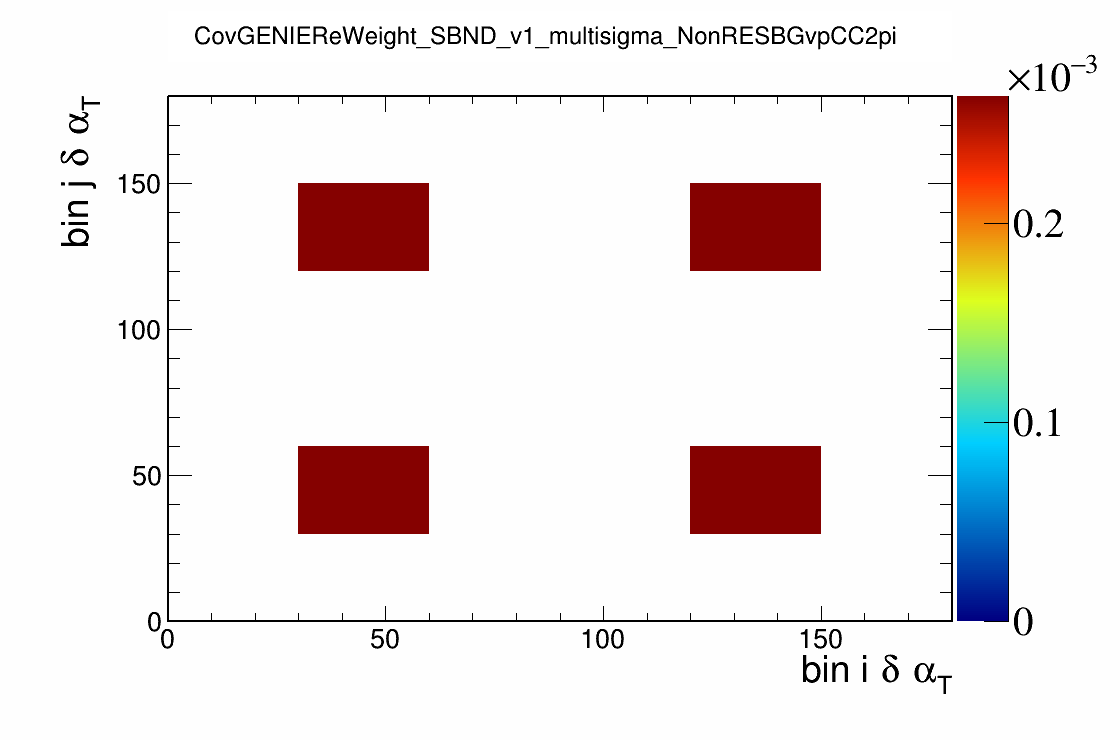 CovGENIEReWeight_SBND_v1_multisigma_NonRESBGvpCC2pi
×10⁻³
bin j δ α_T
150
100
50
0
0 50 100 150
bin i δ α_T
0.2
0.1
0